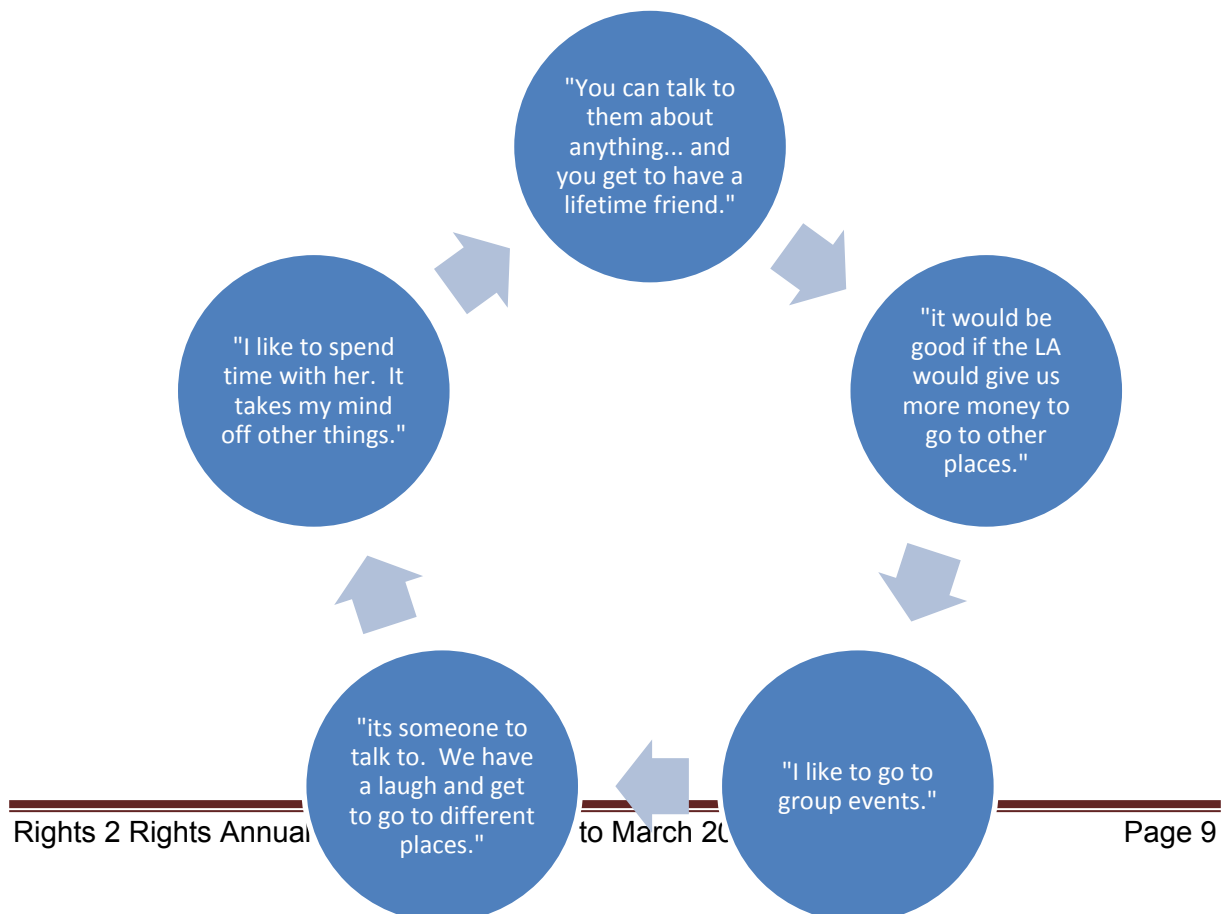 "You can talk to
them about
anything... and
you get to have a
lifetime friend."
"it would be
good if the LA
would give us
more money to
go to other
places."
"I like to go to
group events."
"its someone to
talk to.  We have
a laugh and get
to go to different
places."
"I like to spend
time with her.  It
takes my mind
off other things."
Rights 2 Rights Annual to March 20 Page 9